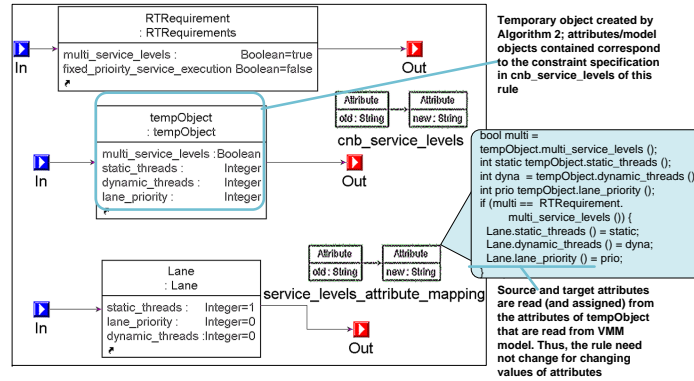 RTRequirement
: RTRequirements
multi_service_levels : Boolean=true
fixed_prioirty_service_execution Boolean=false
In
Out
Temporary object created by
Algorithm 2; attributes/model
objects contained correspond
to the constraint specification
in cnb_service_levels of this
rule
tempObject
: tempObject
multi_service_levels :Boolean
static_threads : Integer
dynamic_threads : Integer
lane_priority : Integer
In
Out
Attribute
old : String
Attribute
new : String
cnb_service_levels
bool multi =
tempObject.multi_service_levels ();
int static tempObject.static_threads ();
int dyna = tempObject.dynamic_threads ()
int prio tempObject.lane_priority ();
if (multi == RTRequirement.
multi_service_levels ()) {
Lane.static_threads () = static;
Lane.dynamic_threads () = dyna;
Lane.lane_priority () = prio;
}
Attribute
old : String
Attribute
new : String
service_levels_attribute_mapping
Lane
: Lane
static_threads : Integer=1
lane_priority : Integer=0
dynamic_threads :Integer=0
In
Out
Source and target attributes
are read (and assigned) from
the attributes of tempObject
that are read from VMM
model. Thus, the rule need
not change for changing
values of attributes